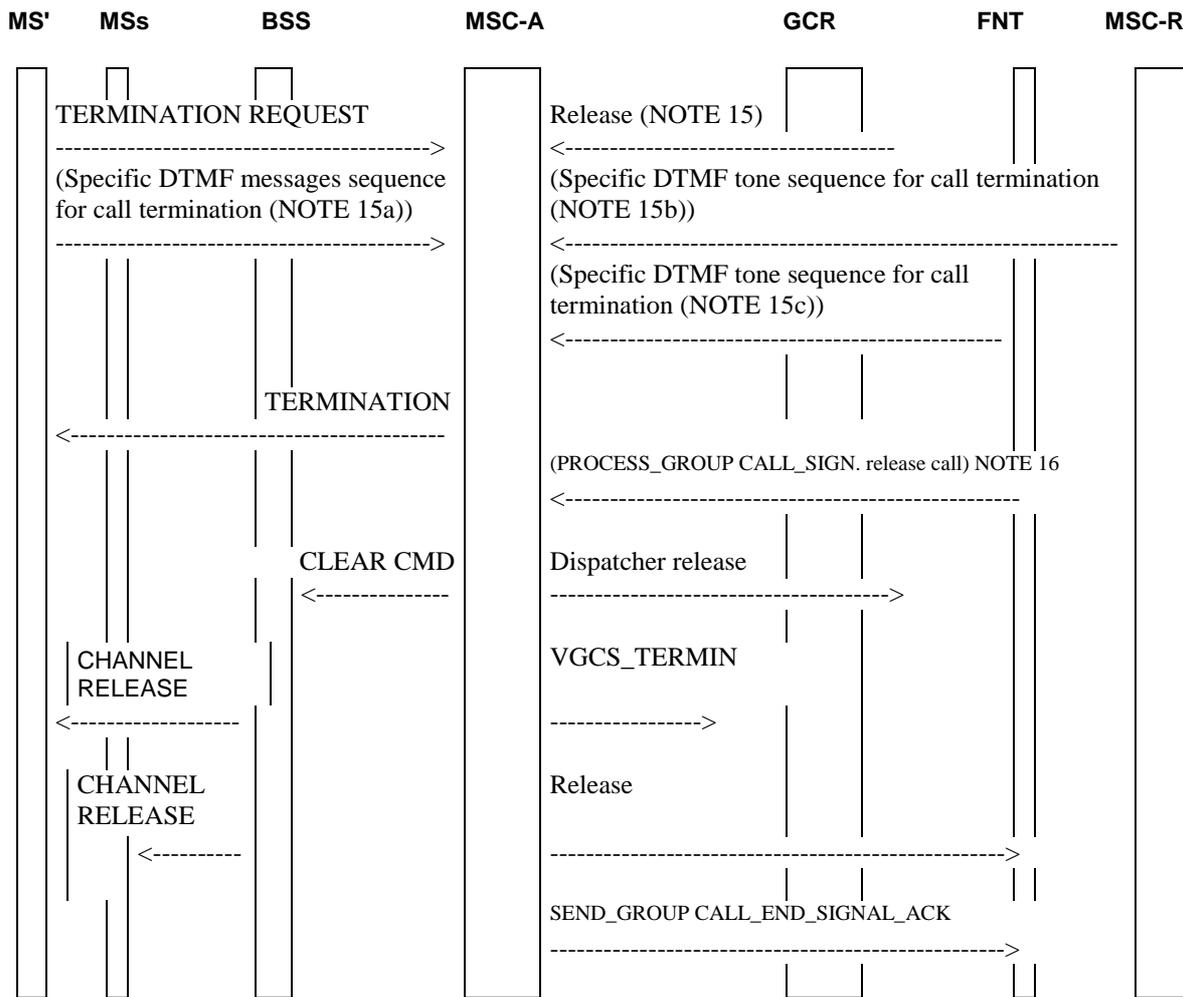 MS' MSs BSS MSC-A GCR FNT MSC-R
TERMINATION REQUEST Release (NOTE 15)
----------------------------------------> <------------------------------------
(Specific DTMF messages sequence (Specific DTMF tone sequence for call termination
for call termination (NOTE 15a)) (NOTE 15b))
----------------------------------------> <------------------------------------------------------------
(Specific DTMF tone sequence for call
termination (NOTE 15c))
<-----------------------------------------------
TERMINATION
<----------------------------------------
(PROCESS_GROUP CALL_SIGN. release call) NOTE 16
<-------------------------------------------------
CLEAR CMD Dispatcher release
<--------------- ------------------------------------>
CHANNEL VGCS_TERMIN
RELEASE
<------------------ ---------------->
CHANNEL Release
RELEASE
<---------- ------------------------------------------------->
SEND_GROUP CALL_END_SIGNAL_ACK
------------------------------------------------->